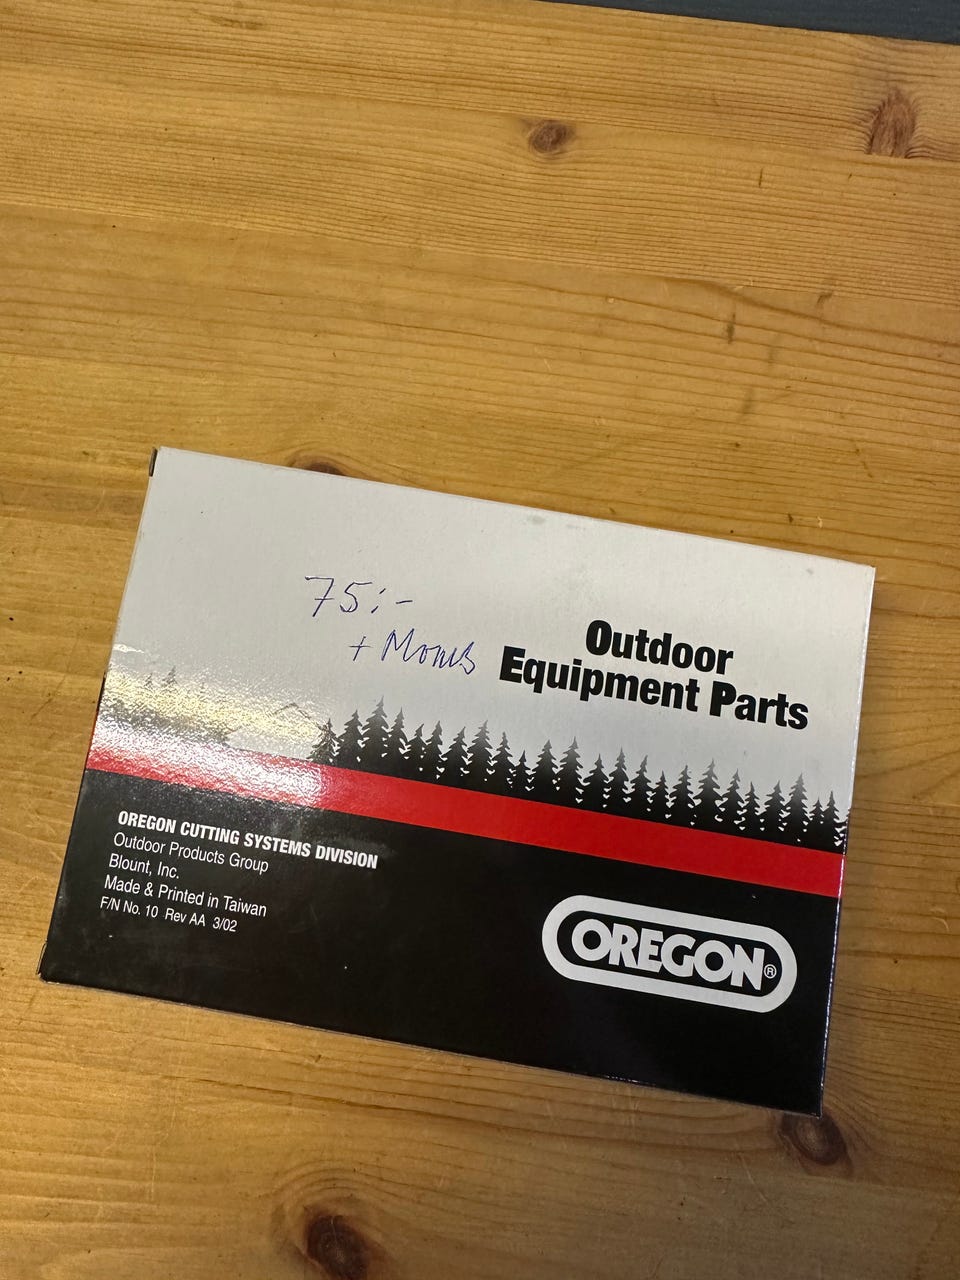 75:-
+ Moms
Outdoor
Equipment Parts
OREGON CUTTING SYSTEMS DIVISION
Outdoor Products Group
Blount, Inc.
Made & Printed in Taiwan
F/N No. 10 Rev AA 3/02
OREGON®